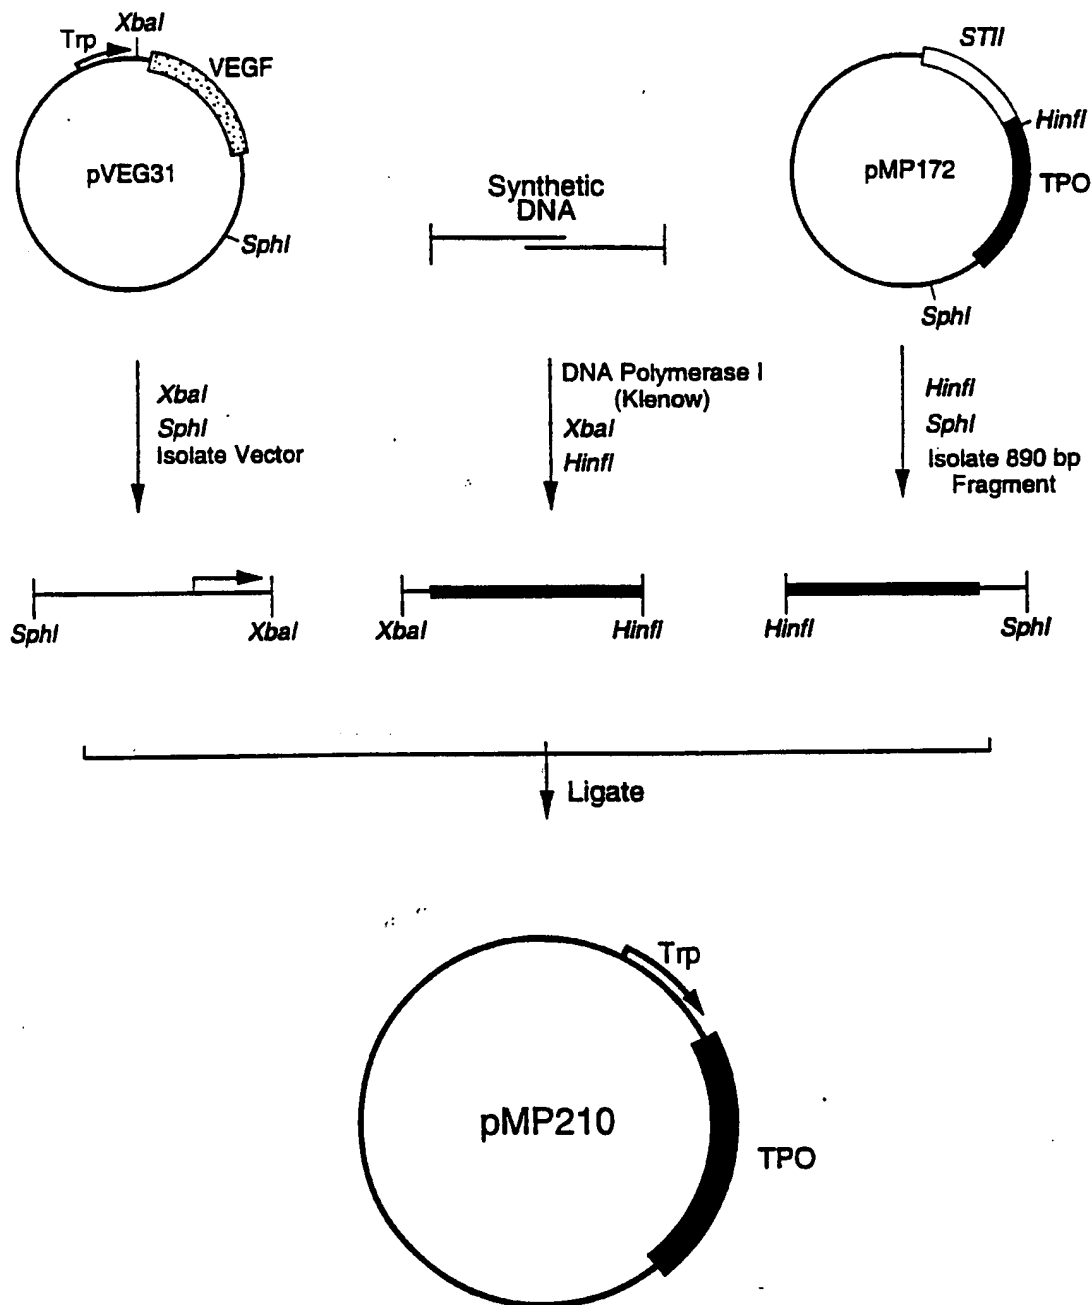 XbaI
Trp
VEGF
pVEG31
SphI
Synthetic
DNA
STII
HinfI
pMP172
TPO
SphI
XbaI
SphI
Isolate Vector
DNA Polymerase I
(Klenow)
XbaI
HinfI
HinfI
SphI
Isolate 890 bp
Fragment
SphI
XbaI
XbaI
HinfI
HinfI
SphI
Ligate
Trp
pMP210
TPO